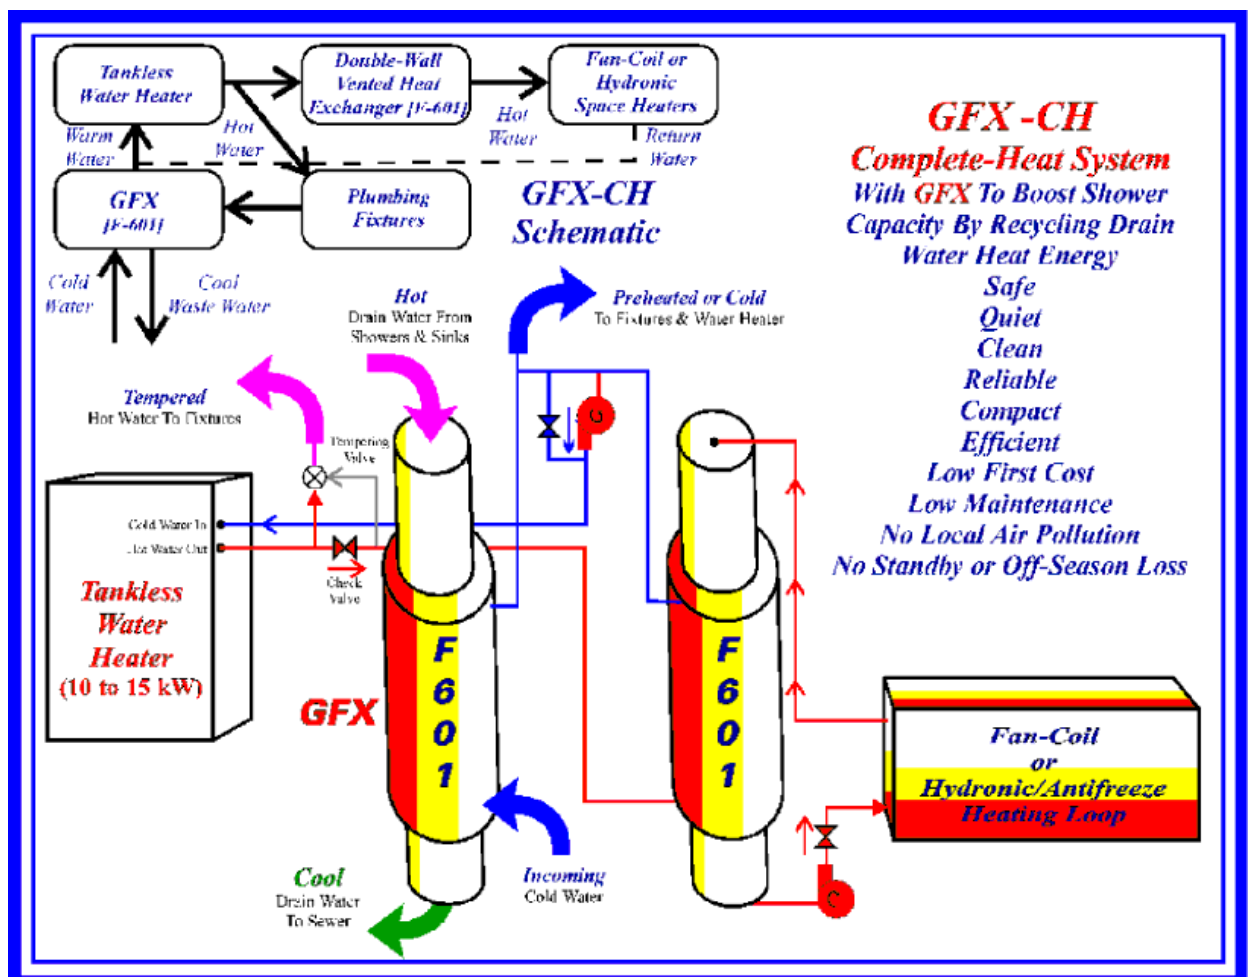 Tankless
Water Heater
Double-Wall
Vented Heat
Exchanger [F-601]
Fan-Coil or
Hydronic
Space Heaters
Warm
Water
Hot
Water
Hot
Water
Return
Water
GFX
[F-601]
Plumbing
Fixtures
Cold
Water
Cool
Waste Water
GFX-CH
Schematic
GFX -CH
Complete-Heat System
With GFX To Boost Shower
Capacity By Recycling Drain
Water Heat Energy
Safe
Quiet
Clean
Reliable
Compact
Efficient
Low First Cost
Low Maintenance
No Local Air Pollution
No Standby or Off-Season Loss
Hot
Drain Water From
Showers & Sinks
Preheated or Cold
To Fixtures & Water Heater
Tempered
Hot Water To Fixtures
Tempering
Valve
C
Cold Water In
Hot Water Out
Check
Valve
Tankless
Water
Heater
(10 to 15 kW)
GFX
F
6
0
1
F
6
0
1
Fan-Coil
or
Hydronic/Antifreeze
Heating Loop
C
Cool
Drain Water
To Sewer
Incoming
Cold Water